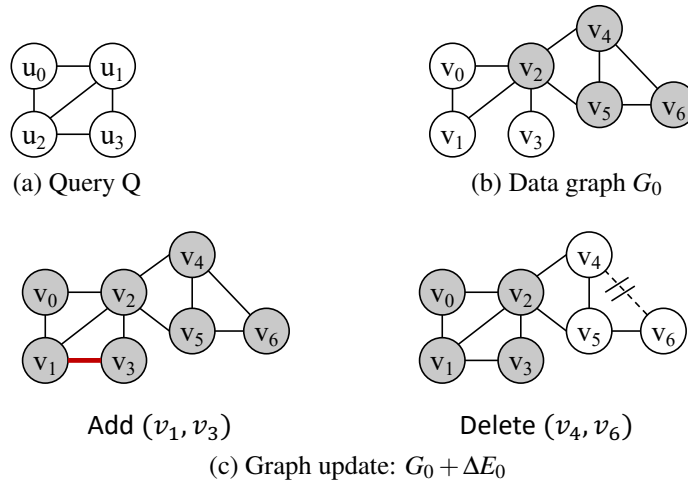 u₀ u₁
u₂ u₃
(a) Query Q
v₄
v₀ v₂
v₅ v₆
v₁ v₃
(b) Data graph G₀
v₄
v₀ v₂
v₅ v₆
v₁ v₃
Add (v₁, v₃)
v₄
v₀ v₂
v₅ v₆
v₁ v₃
Delete (v₄, v₆)
(c) Graph update: G₀ + ΔE₀